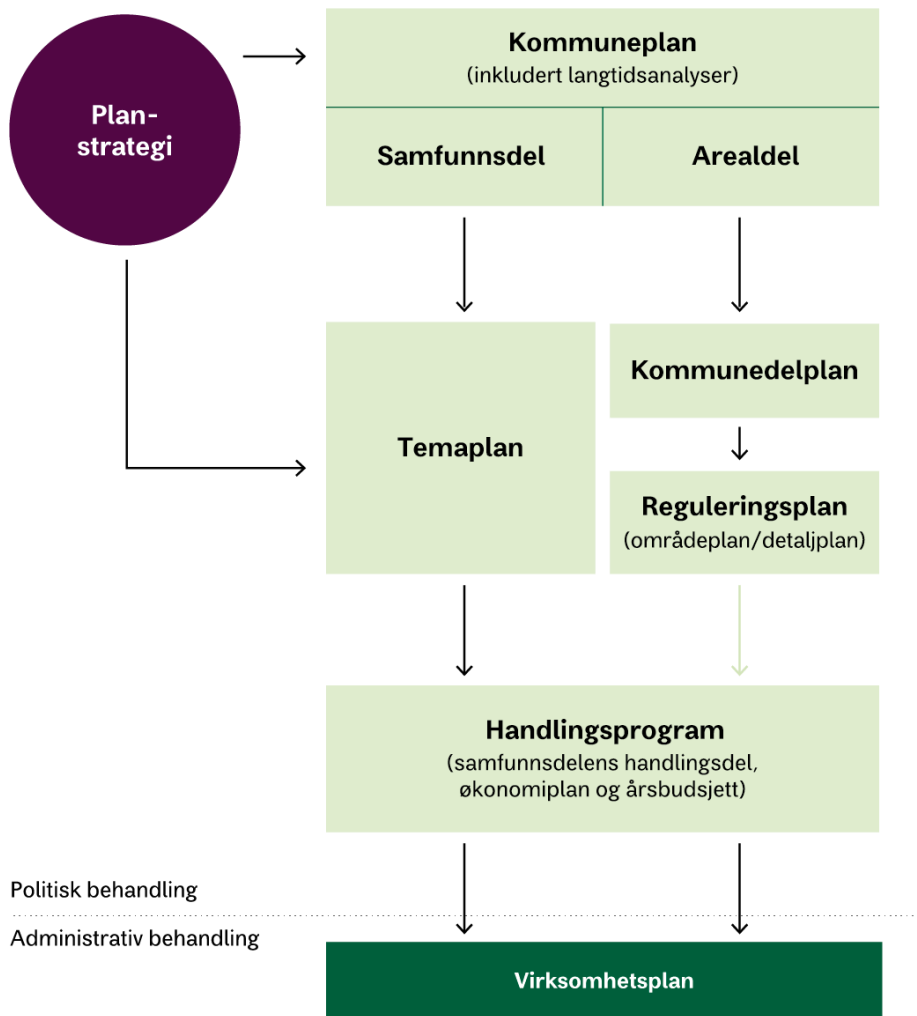 Plan-
strategi
Kommuneplan
(inkludert langtidsanalyser)
Samfunnsdel
Arealdel
Temaplan
Kommunedelplan
Reguleringsplan
(områdeplan/detaljplan)
Handlingsprogram
(samfunnsdelens handlingsdel,
økonomiplan og årsbudsjett)
Politisk behandling
Administrativ behandling
Virksomhetsplan